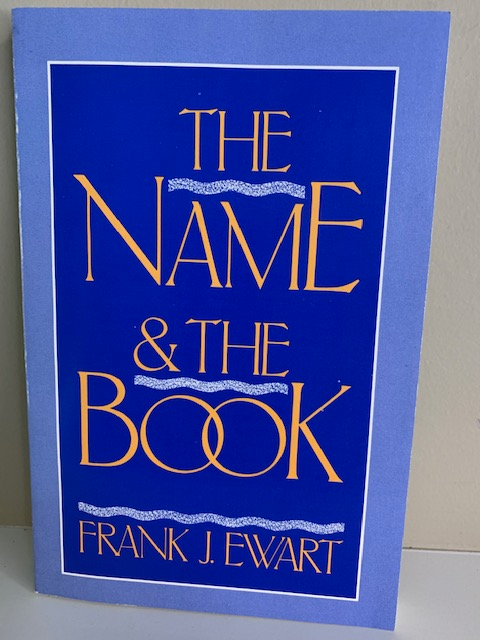 THE
NAME
& THE
BOOK
FRANK J. EWART